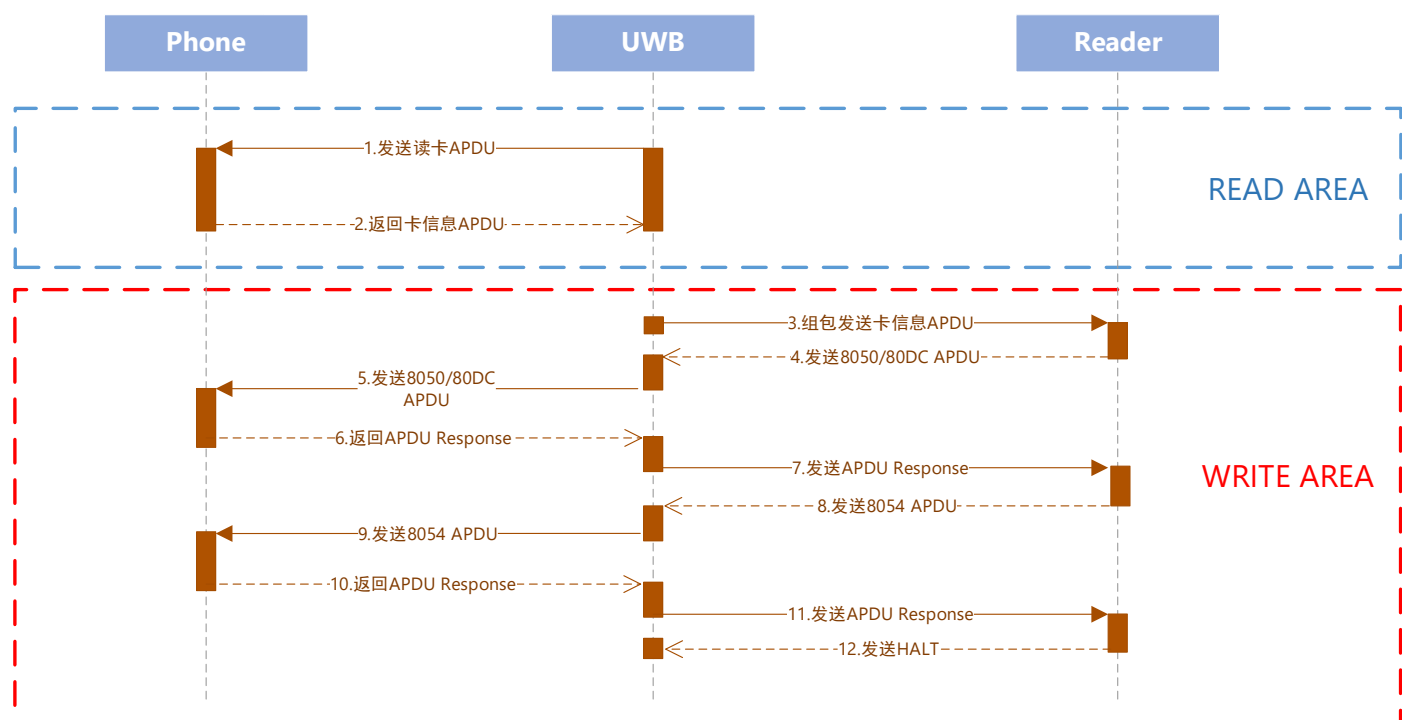 Phone
UWB
Reader
1.发送读卡APDU
READ AREA
2.返回卡信息APDU
3.组包发送卡信息APDU
4.发送8050/80DC APDU
5.发送8050/80DC
APDU
6.返回APDU Response
7.发送APDU Response
WRITE AREA
8.发送8054 APDU
9.发送8054 APDU
10.返回APDU Response
11.发送APDU Response
12.发送HALT